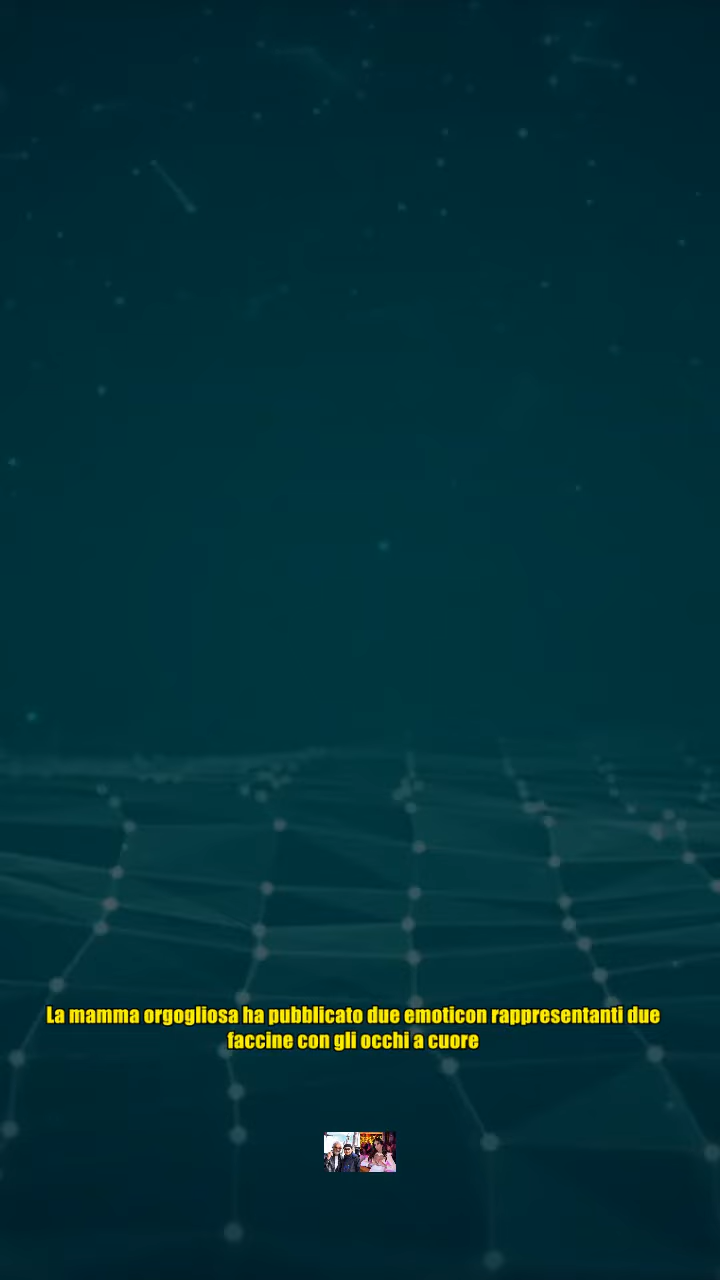 La mamma orgogliosa ha pubblicato due emoticon rappresentanti due
faccine con gli occhi a cuore